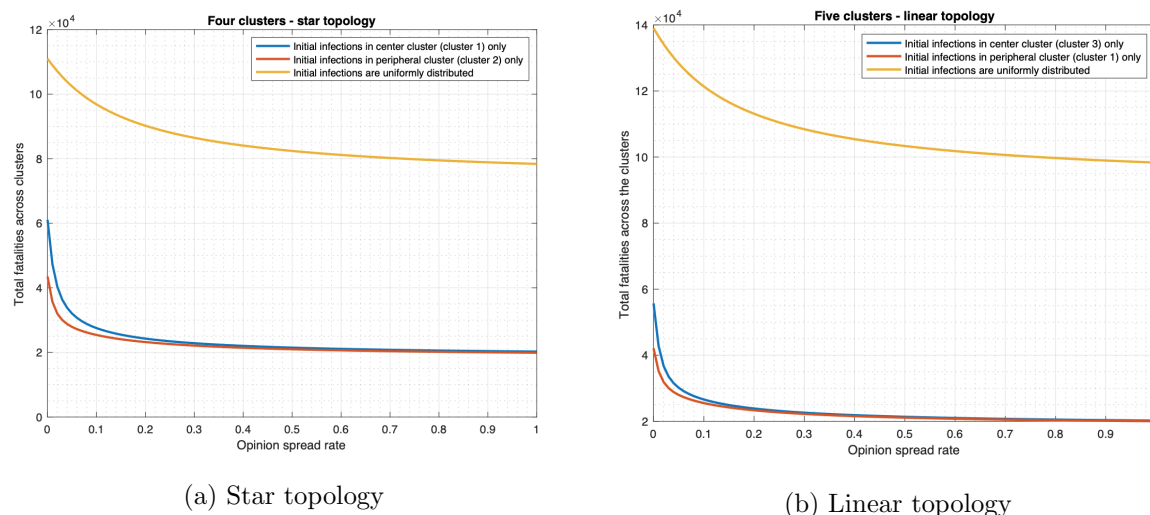 Four clusters - star topology
×10⁴
Initial infections in center cluster (cluster 1) only
Initial infections in peripheral cluster (cluster 2) only
Initial infections are uniformly distributed
Total fatalities across clusters
12
10
8
6
4
2
0
0 0.1 0.2 0.3 0.4 0.5 0.6 0.7 0.8 0.9 1
Opinion spread rate
(a) Star topology
Five clusters - linear topology
×10⁴
Initial infections in center cluster (cluster 3) only
Initial infections in peripheral cluster (cluster 1) only
Initial infections are uniformly distributed
Total fatalities across the clusters
14
12
10
8
6
4
2
0 0.1 0.2 0.3 0.4 0.5 0.6 0.7 0.8 0.9
Opinion spread rate
(b) Linear topology